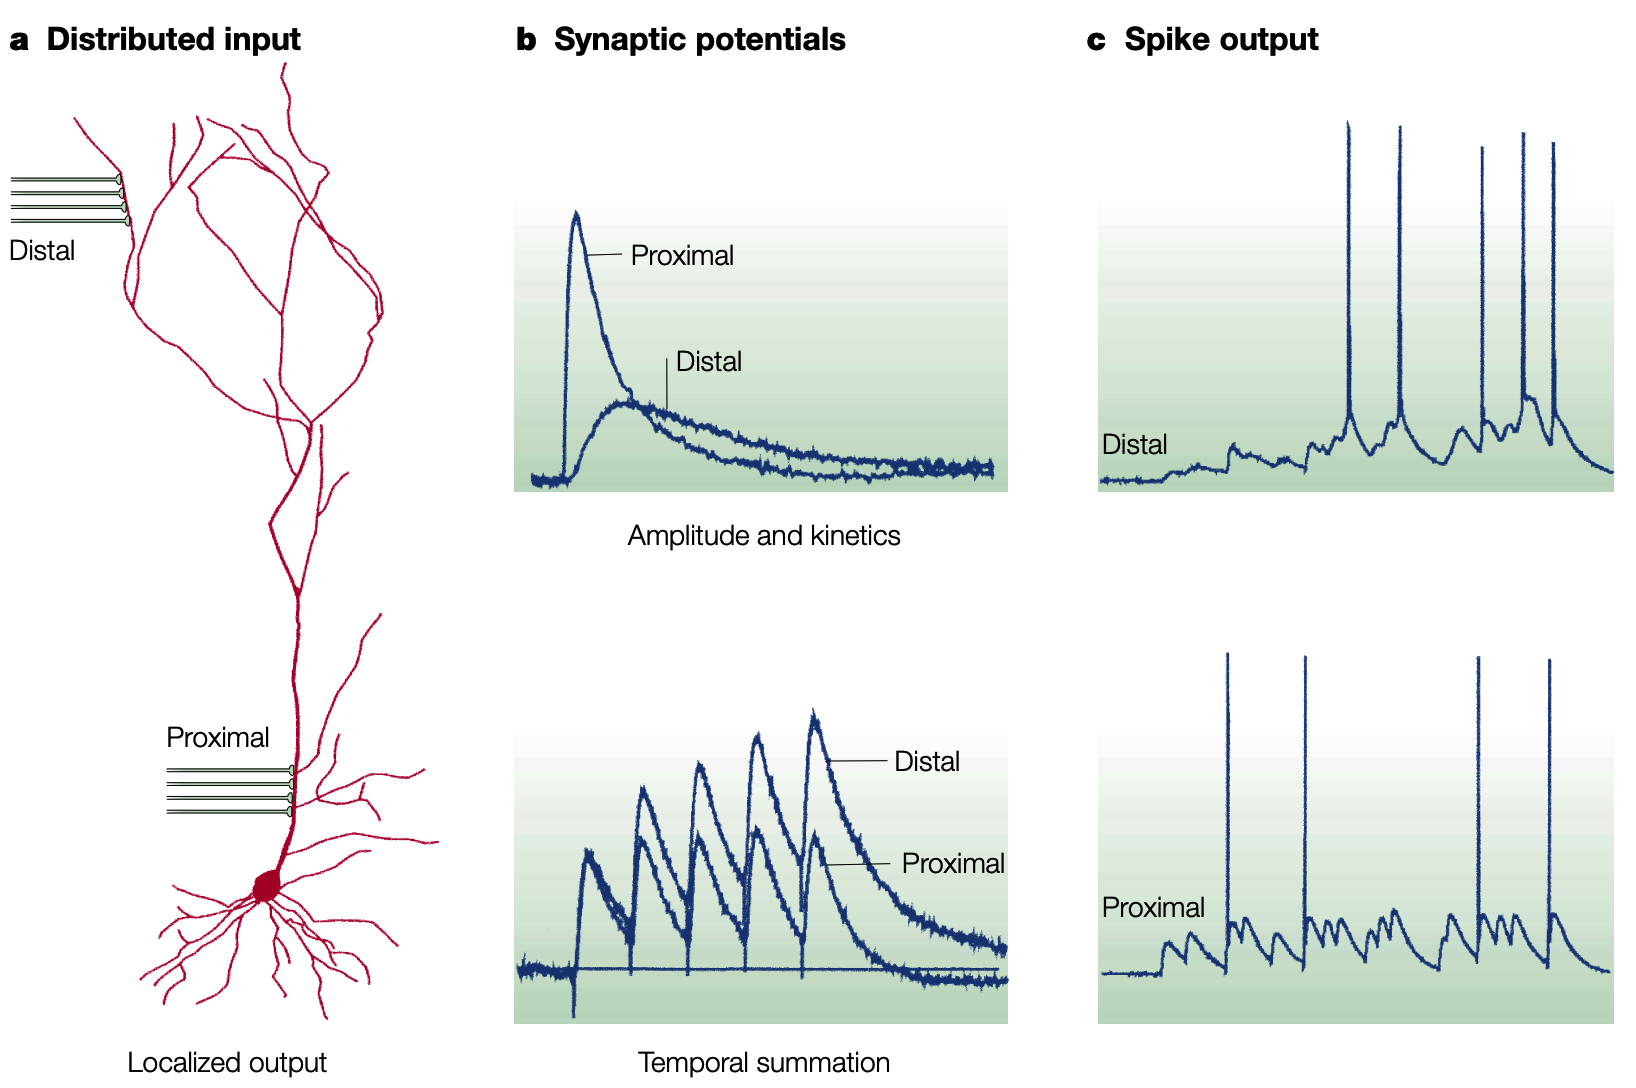 a Distributed input
Distal
Proximal
Localized output
b Synaptic potentials
Proximal
Distal
Amplitude and kinetics
Distal
Proximal
Temporal summation
c Spike output
Distal
Proximal